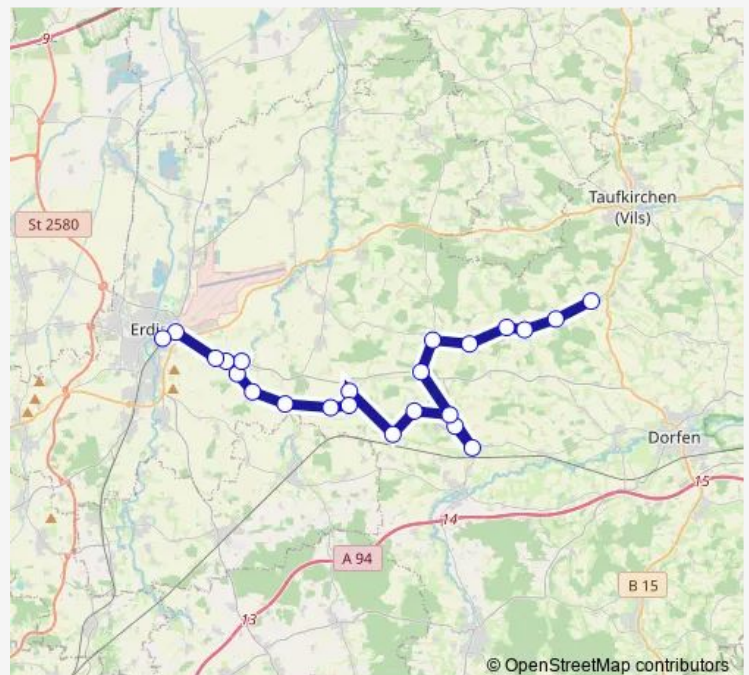 9
Taufkirchen
(Vils)
St 2580
Erdi
Dorfen
15
14
A 94
B 15
13
© OpenStreetMap contributors